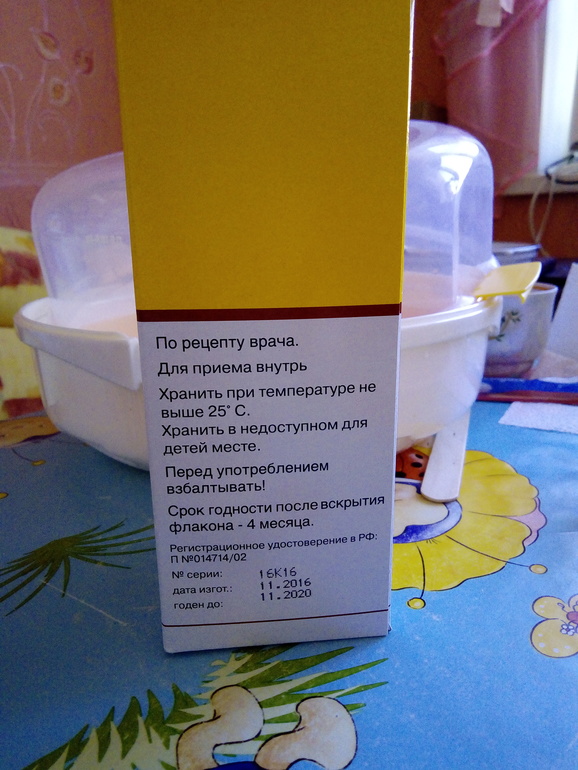 По рецепту врача.
Для приема внутрь
Хранить при температуре не
выше 25° С.
Хранить в недоступном для
детей месте.
Перед употреблением
взбалтывать!
Срок годности после вскрытия
флакона - 4 месяца.
Регистрационное удостоверение в РФ:
П №014714/02
№ серии: 16K16
дата изгот.: 11.2016
годен до: 11.2020